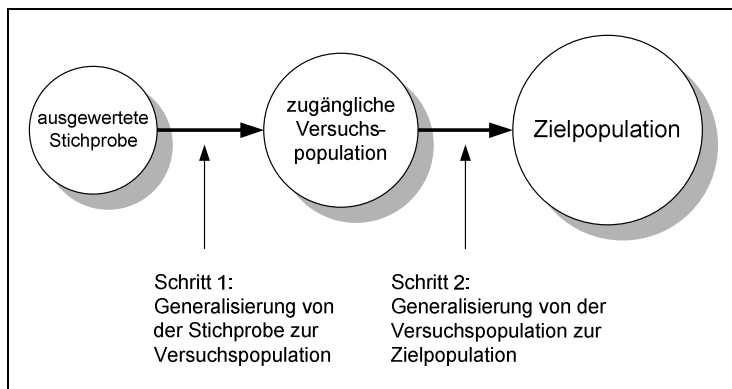 ausgewertete
Stichprobe
zugängliche
Versuchs-
population
Zielpopulation
Schritt 1:
Generalisierung von
der Stichprobe zur
Versuchspopulation
Schritt 2:
Generalisierung von der
Versuchspopulation zur
Zielpopulation